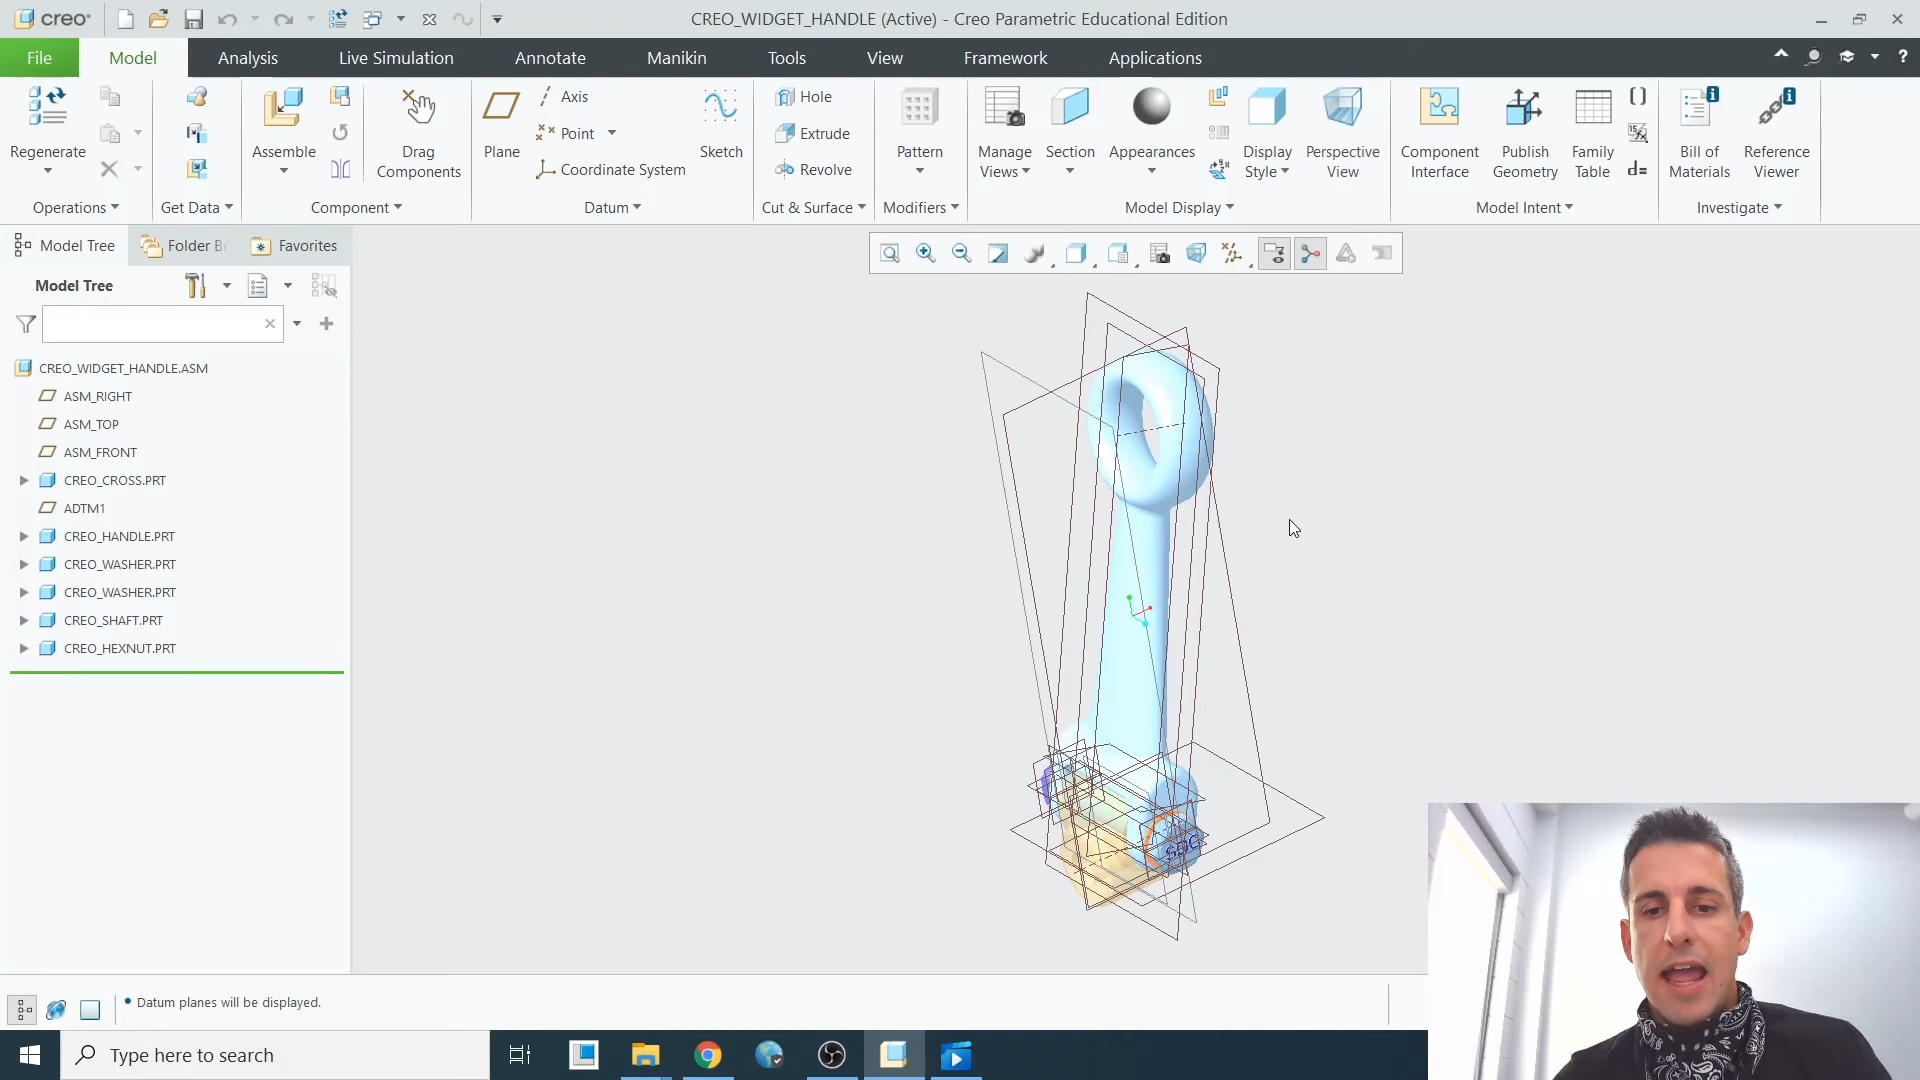 creo
CREO_WIDGET_HANDLE (Active) - Creo Parametric Educational Edition
File
Model
Analysis
Live Simulation
Annotate
Manikin
Tools
View
Framework
Applications
?
Regenerate
Assemble
Drag
Components
Plane
Axis
Point
Coordinate System
Sketch
Hole
Extrude
Revolve
Pattern
Manage
Views
Section
Appearances
Display
Style
Perspective
View
Component
Interface
Publish
Geometry
Family
Table
Bill of
Materials
Reference
Viewer
Operations
Get Data
Component
Datum
Cut & Surface
Modifiers
Model Display
Model Intent
Investigate
Model Tree
Folder B
Favorites
Model Tree
CREO_WIDGET_HANDLE.ASM
ASM_RIGHT
ASM_TOP
ASM_FRONT
CREO_CROSS.PRT
ADTM1
CREO_HANDLE.PRT
CREO_WASHER.PRT
CREO_WASHER.PRT
CREO_SHAFT.PRT
CREO_HEXNUT.PRT
Datum planes will be displayed.
Type here to search